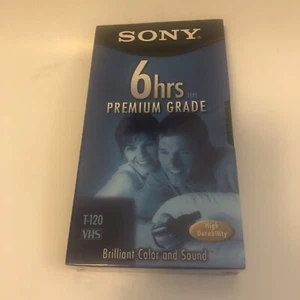 SONY
6hrs
PREMIUM GRADE
T-120
VHS
High
Durability
Brilliant Color and Sound